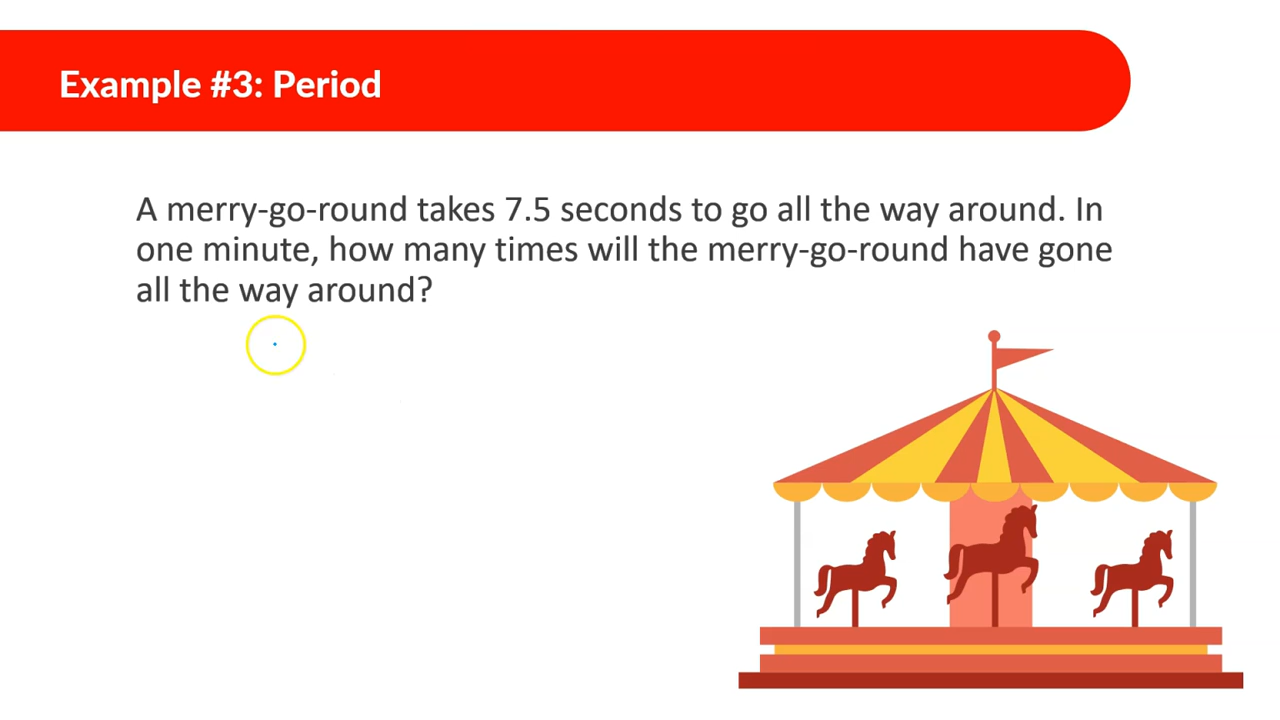 Example #3: Period
A merry-go-round takes 7.5 seconds to go all the way around. In
one minute, how many times will the merry-go-round have gone
all the way around?